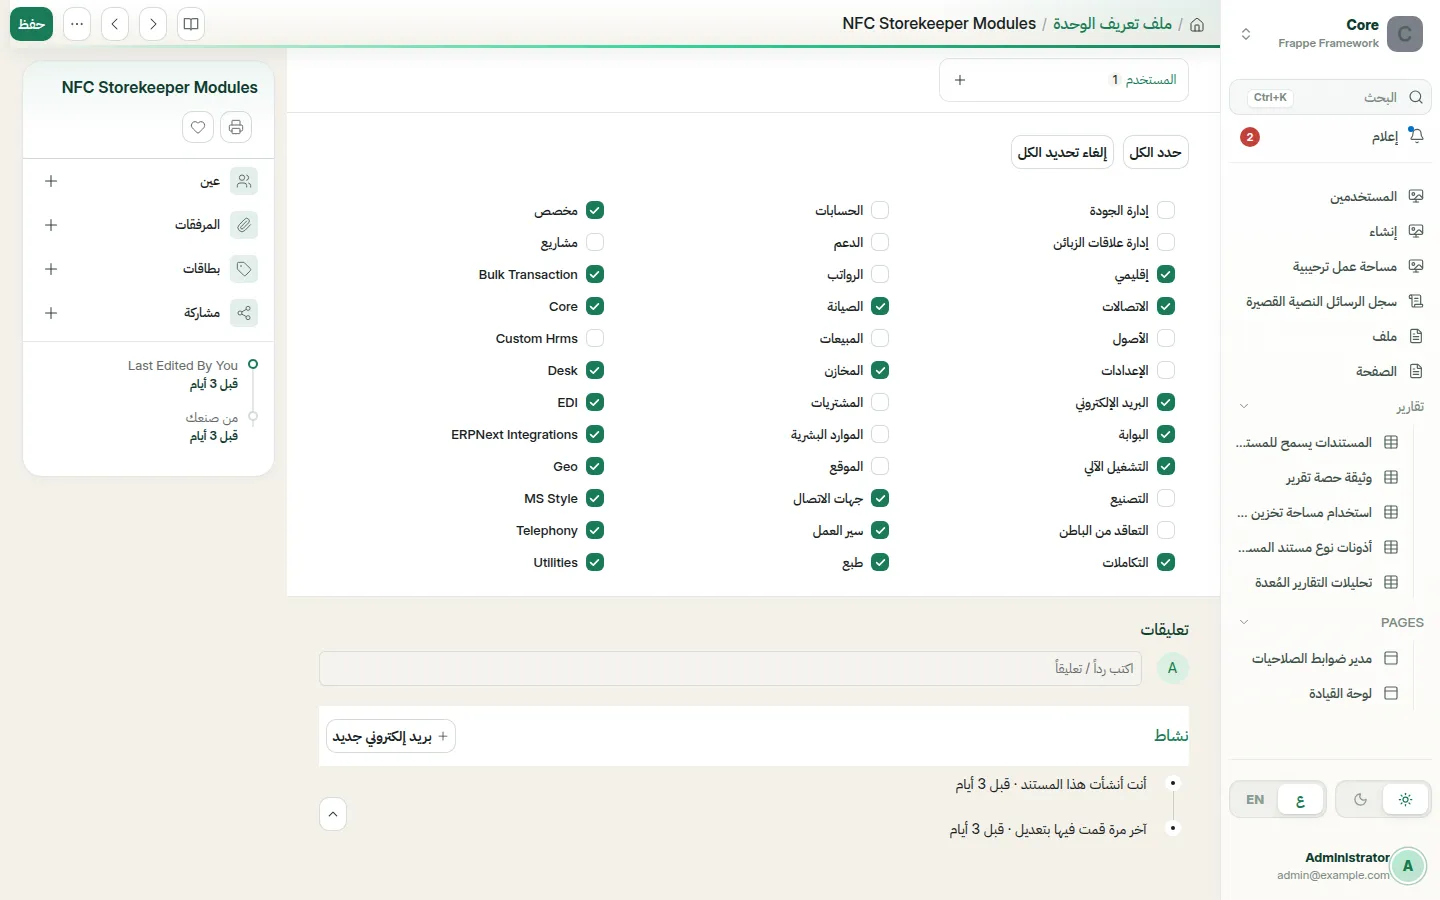 Core
Frappe Framework
C
البحث
Ctrl+K
إعلام
2
المستخدمين
إنشاء
مساحة عمل ترحيبية
سجل الرسائل النصية القصيرة
ملف
الصفحة
تقارير
المستندات يسمح للمستـ...
وثيقة حصة تقرير
استخدام مساحة تخزين ...
أذونات نوع مستند المسـ...
تحليلات التقارير المُعدة
PAGES
مدير ضوابط الصلاحيات
لوحة القيادة
ع
EN
Administrator
admin@example.com
A
/ ملف تعريف الوحدة / NFC Storekeeper Modules
حفظ
المستخدم 1
حدد الكل
إلغاء تحديد الكل
إدارة الجودة
إدارة علاقات الزبائن
إقليمي
الاتصالات
الأصول
الإعدادات
البريد الإلكتروني
البوابة
التشغيل الآلي
التصنيع
التعاقد من الباطن
التكاملات
الحسابات
الدعم
الرواتب
الصيانة
المبيعات
المخازن
المشتريات
الموارد البشرية
الموقع
جهات الاتصال
سير العمل
طبع
مخصص
مشاريع
Bulk Transaction
Core
Custom Hrms
Desk
EDI
ERPNext Integrations
Geo
MS Style
Telephony
Utilities
تعليقات
A
اكتب رداً / تعليقاً
نشاط
بريد إلكتروني جديد
أنت أنشأت هذا المستند · قبل 3 أيام
آخر مرة قمت فيها بتعديل · قبل 3 أيام
NFC Storekeeper Modules
عين
المرفقات
بطاقات
مشاركة
Last Edited By You
قبل 3 أيام
من صنعك
قبل 3 أيام